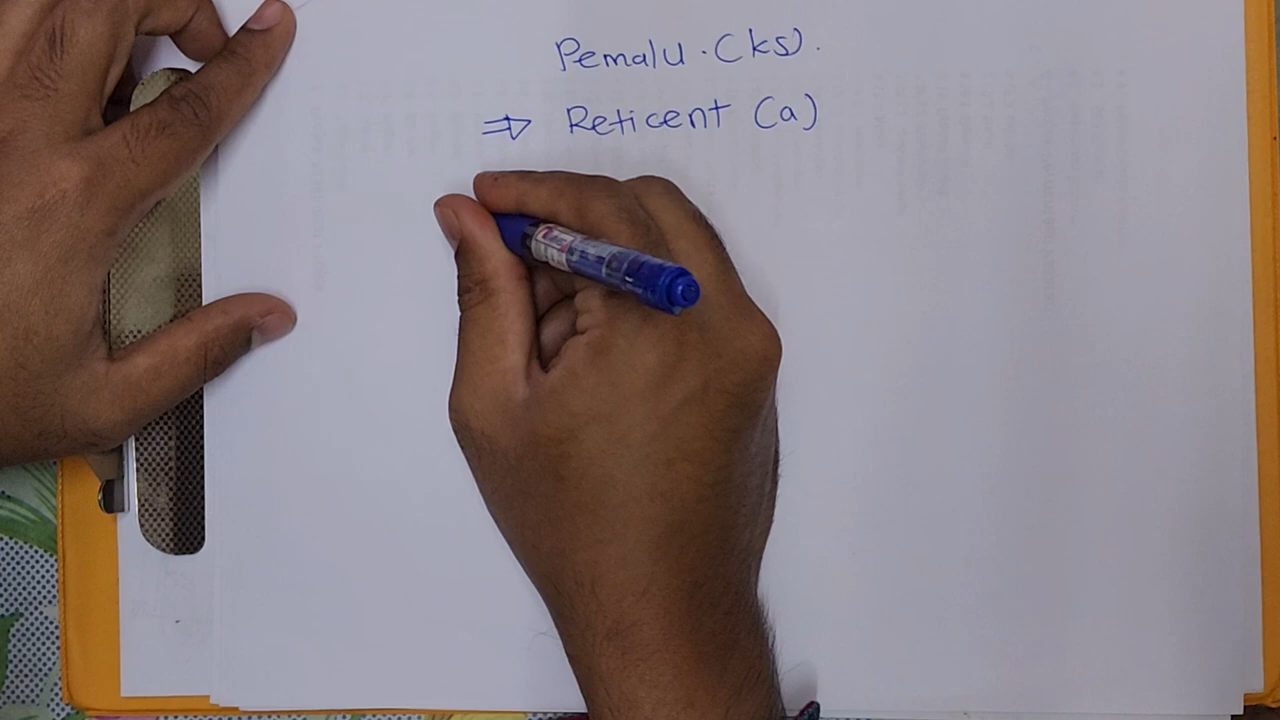 Pemalu . (ks).
⇒ Reticent (a)